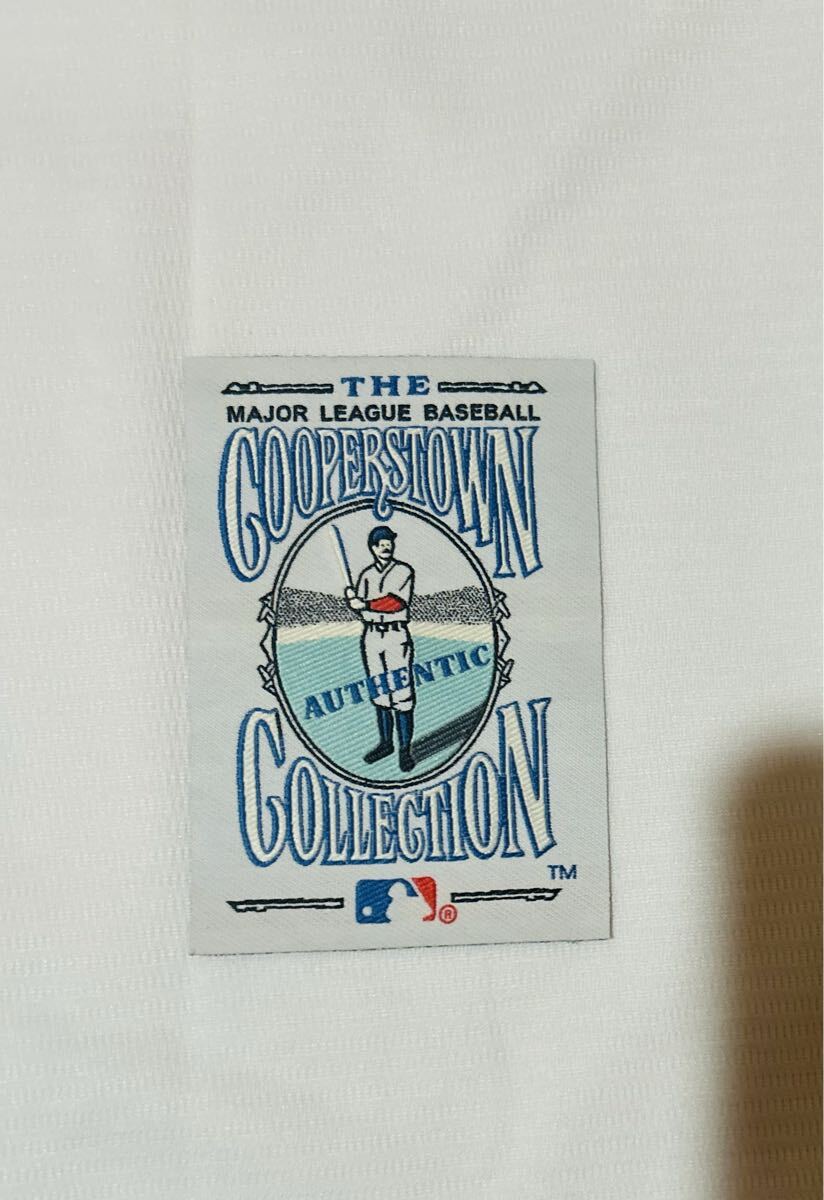 THE
MAJOR LEAGUE BASEBALL
COOPERSTOWN
AUTHENTIC
COLLECTION
TM
®